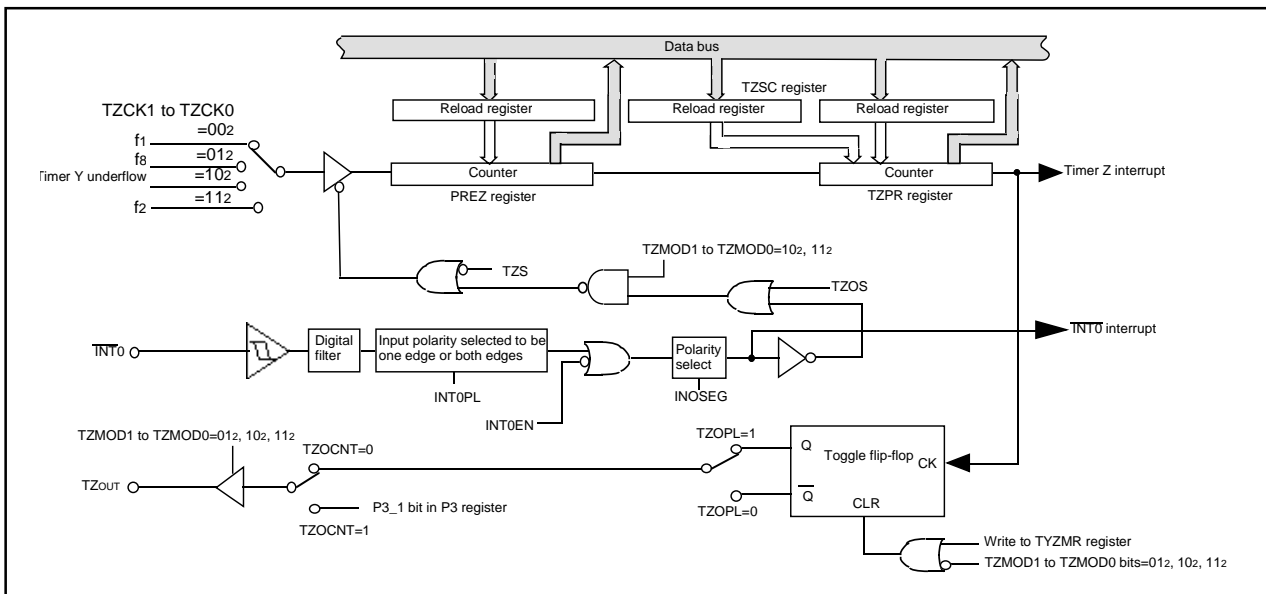 Data bus
TZSC register
Reload register
Reload register
Reload register
TZCK1 to TZCK0
=002
f1
f8
=012
Timer Y underflow
=102
f2
=112
Counter
PREZ register
Counter
TZPR register
Timer Z interrupt
TZMOD1 to TZMOD0=102, 112
TZS
TZOS
INT0
Digital
filter
Input polarity selected to be
one edge or both edges
Polarity
select
INT0 interrupt
INT0PL
INOSEG
INT0EN
TZMOD1 to TZMOD0=012, 102, 112
TZOCNT=0
TZOPL=1
Q
Toggle flip-flop
CK
TZOUT
Q
CLR
P3_1 bit in P3 register
TZOPL=0
TZOCNT=1
Write to TYZMR register
TZMOD1 to TZMOD0 bits=012, 102, 112